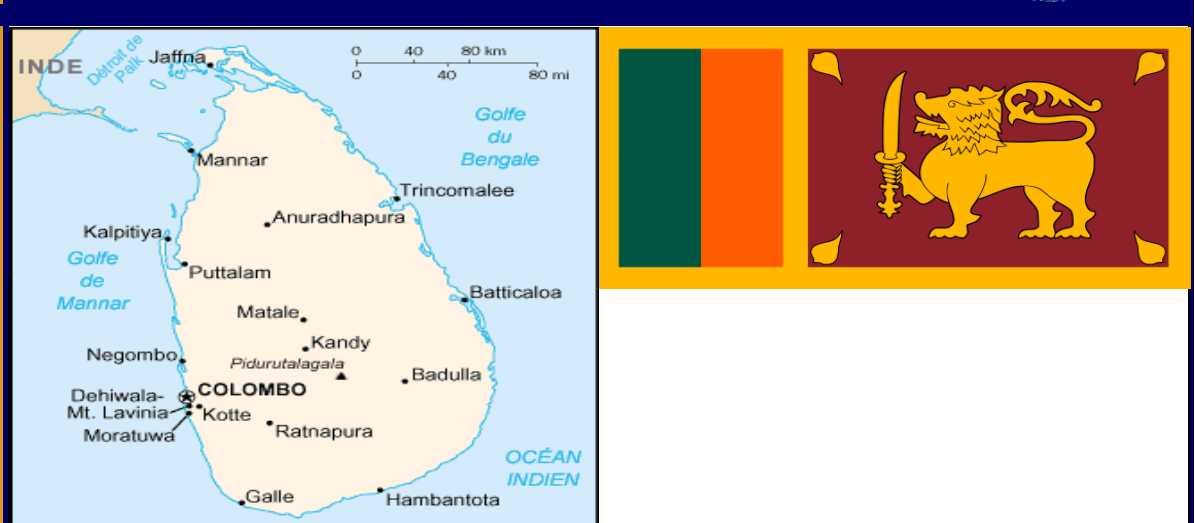 0 40 80 km
0 40 80 mi
INDE
Détroit de
Palk
Jaffna
Golfe
du
Bengale
Mannar
Trincomalee
Anuradhapura
Kalpitiya
Golfe
de
Mannar
Puttalam
Batticaloa
Matale
Kandy
Negombo
Pidurutalagala
Badulla
COLOMBO
Dehiwala-
Mt. Lavinia
Kotte
Moratuwa
Ratnapura
OCÉAN
INDIEN
Galle
Hambantota